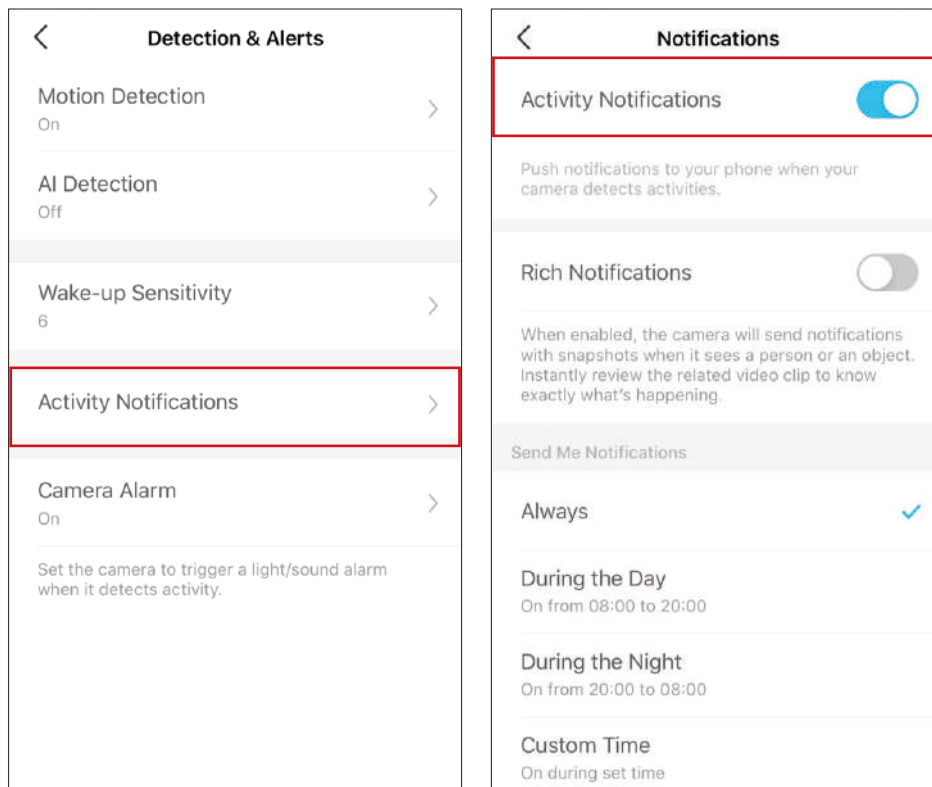 Detection & Alerts
Motion Detection
On
AI Detection
Off
Wake-up Sensitivity
6
Activity Notifications
Camera Alarm
On
Set the camera to trigger a light/sound alarm
when it detects activity.
Notifications
Activity Notifications
Push notifications to your phone when your
camera detects activities.
Rich Notifications
When enabled, the camera will send notifications
with snapshots when it sees a person or an object.
Instantly review the related video clip to know
exactly what's happening.
Send Me Notifications
Always
During the Day
On from 08:00 to 20:00
During the Night
On from 20:00 to 08:00
Custom Time
On during set time